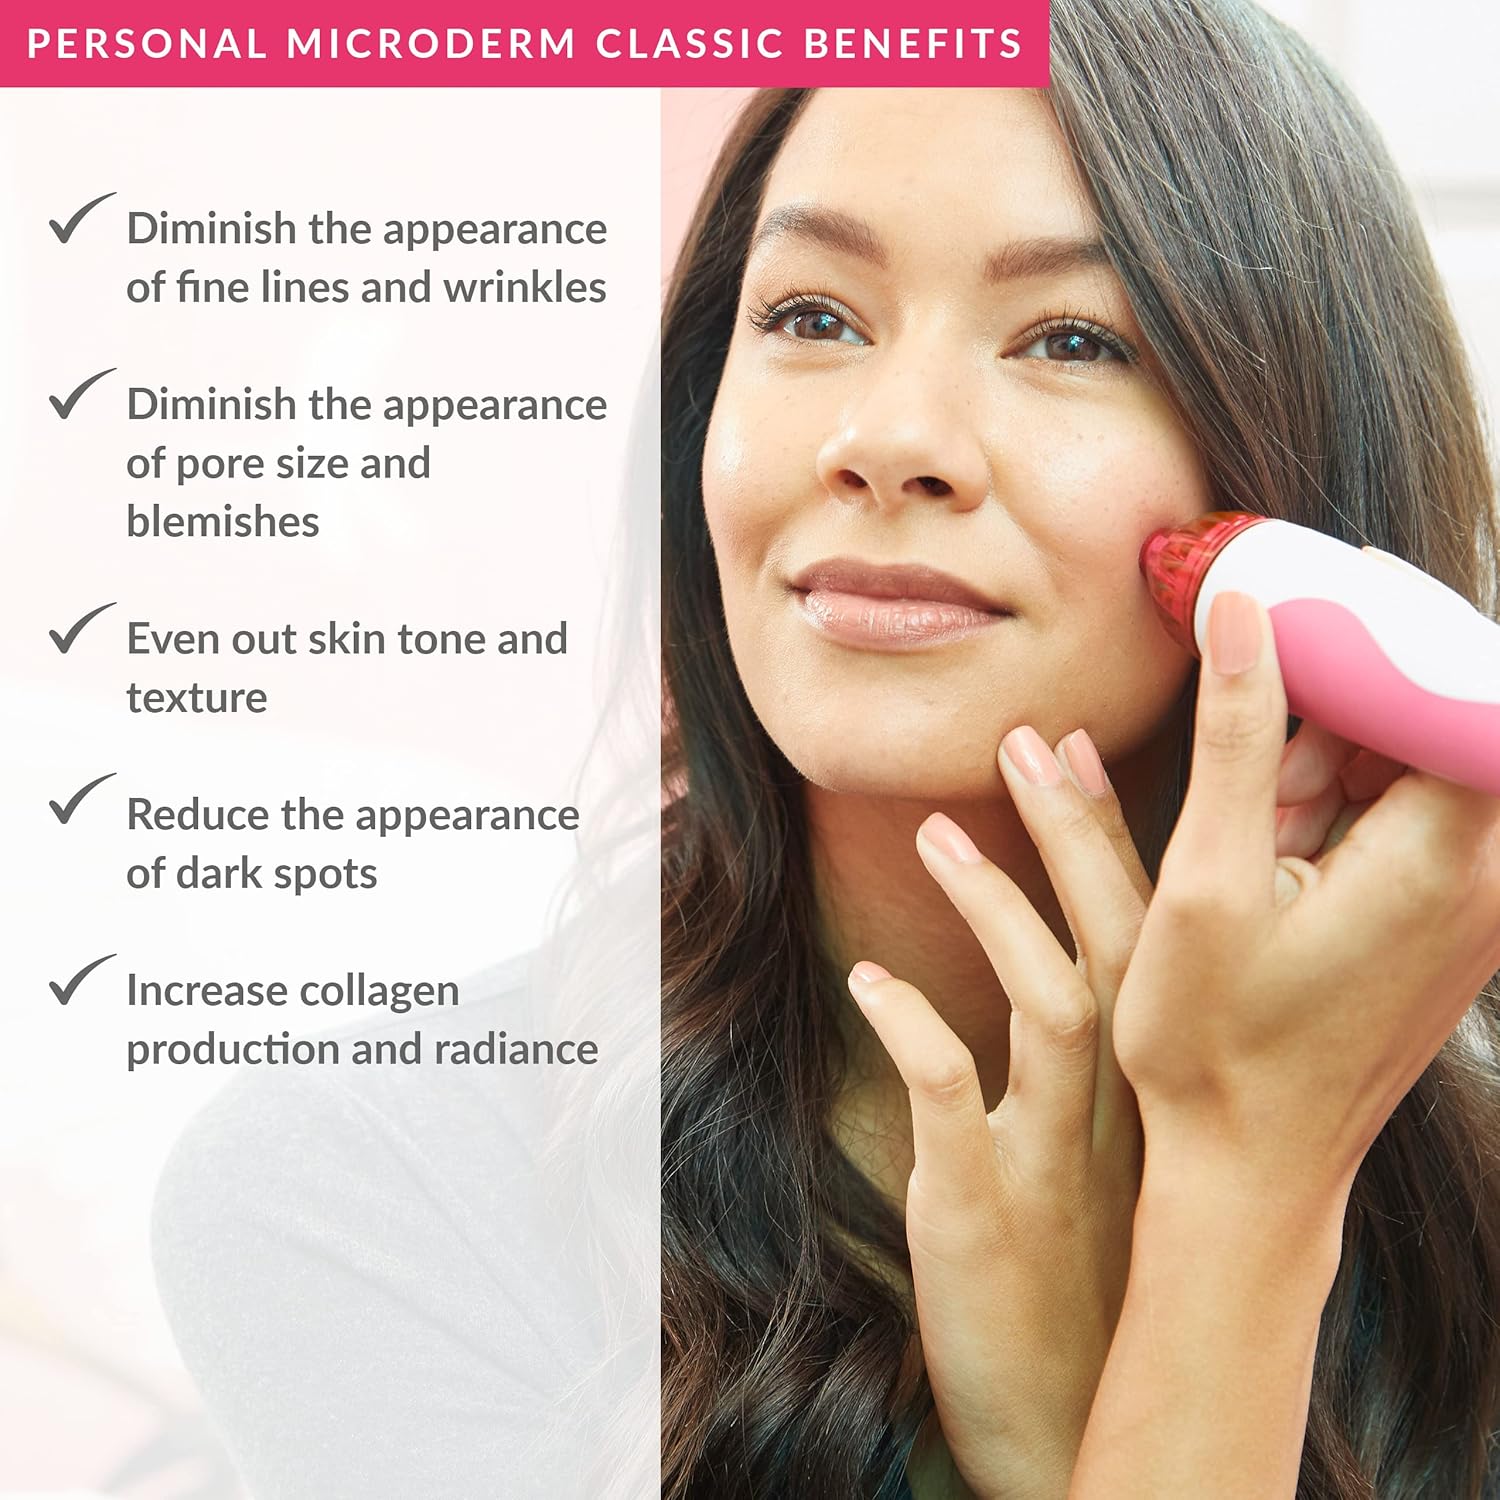 PERSONAL MICRODERM CLASSIC BENEFITS
Diminish the appearance
of fine lines and wrinkles
Diminish the appearance
of pore size and
blemishes
Even out skin tone and
texture
Reduce the appearance
of dark spots
Increase collagen
production and radiance